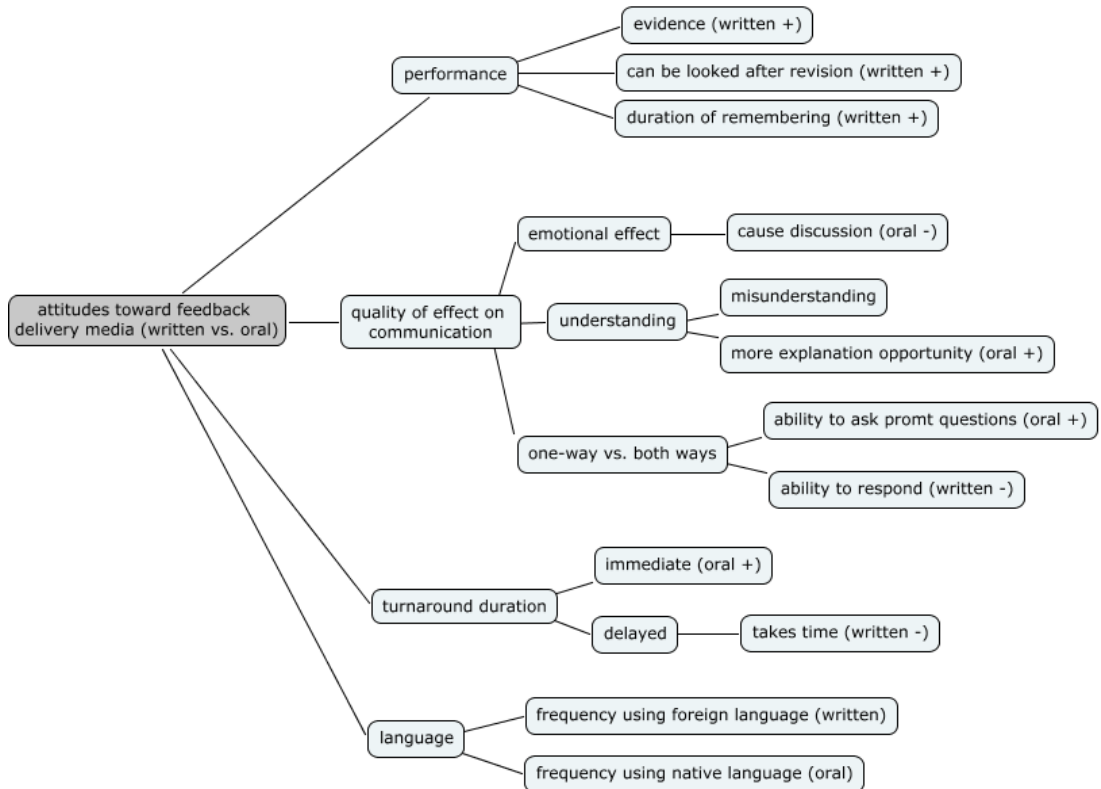 evidence (written +)
performance
can be looked after revision (written +)
duration of remembering (written +)
emotional effect
cause discussion (oral -)
attitudes toward feedback
delivery media (written vs. oral)
quality of effect on
communication
understanding
misunderstanding
more explanation opportunity (oral +)
one-way vs. both ways
ability to ask promt questions (oral +)
ability to respond (written -)
turnaround duration
immediate (oral +)
delayed
takes time (written -)
language
frequency using foreign language (written)
frequency using native language (oral)